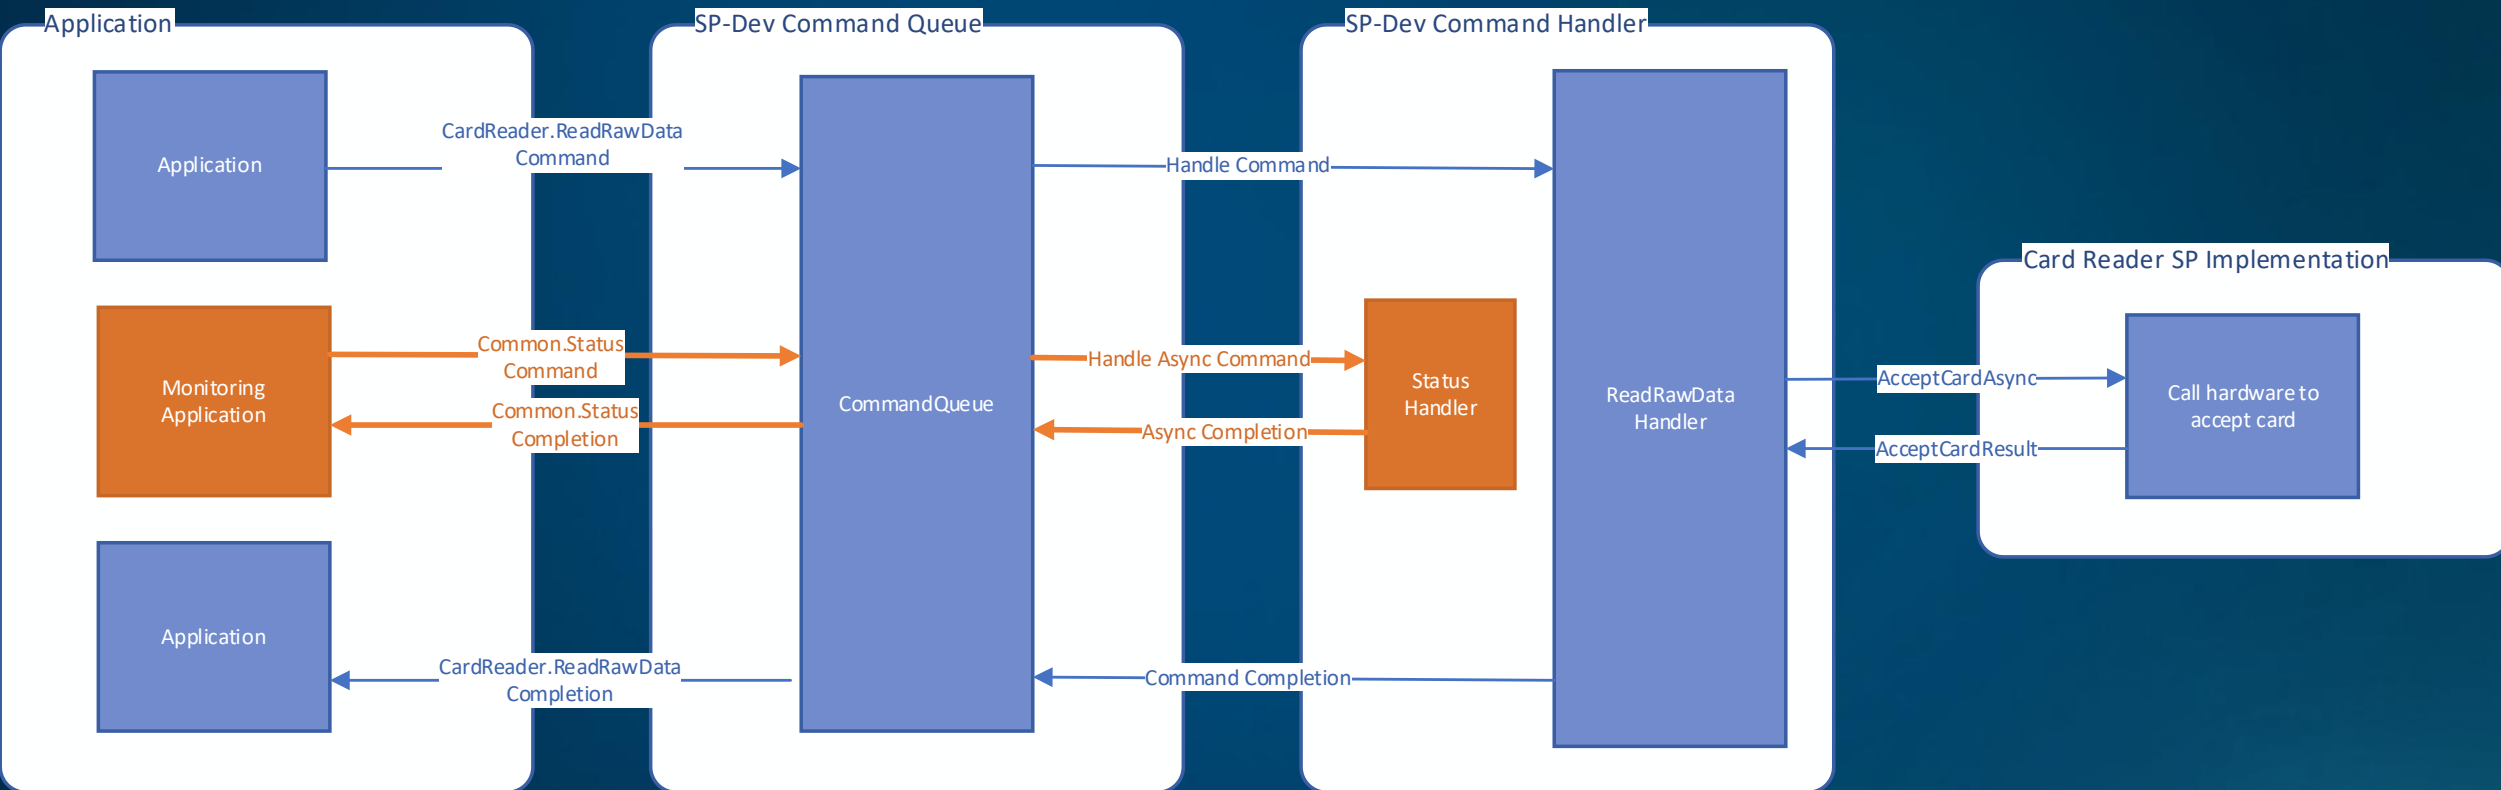 Application
SP-Dev Command Queue
SP-Dev Command Handler
Card Reader SP Implementation
Application
CardReader.ReadRawData
Command
Handle Command
Monitoring
Application
Common.Status
Command
Common.Status
Completion
CommandQueue
Handle Async Command
Async Completion
Status
Handler
ReadRawData
Handler
AcceptCardAsync
AcceptCardResult
Call hardware to
accept card
Application
CardReader.ReadRawData
Completion
Command Completion